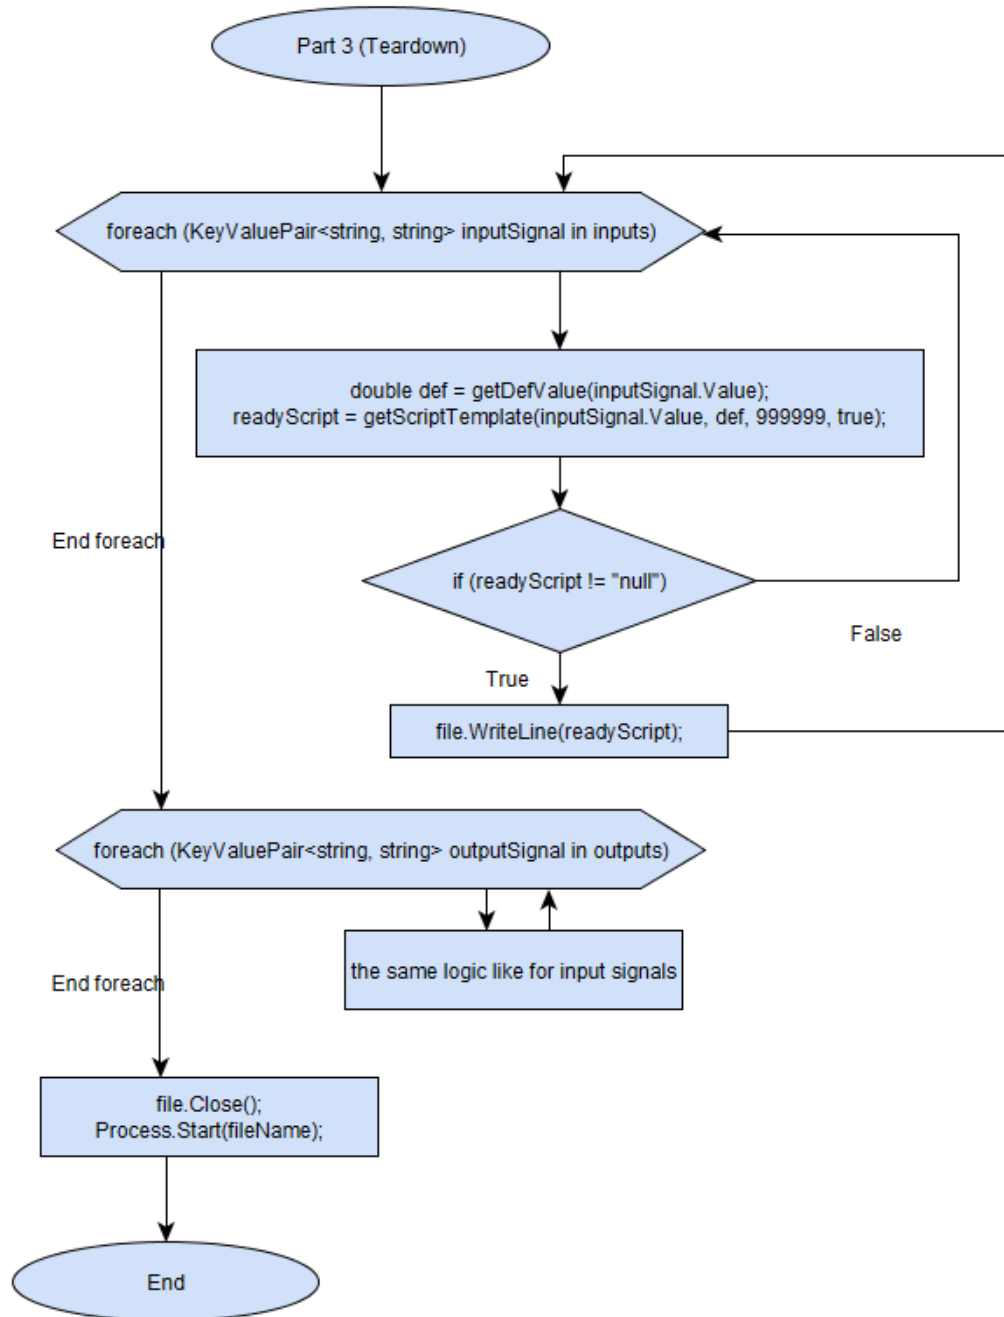 Part 3 (Teardown)
foreach (KeyValuePair<string, string> inputSignal in inputs)
double def = getDefValue(inputSignal.Value);
readyScript = getScriptTemplate(inputSignal.Value, def, 999999, true);
End foreach
if (readyScript != "null")
False
True
file.WriteLine(readyScript);
foreach (KeyValuePair<string, string> outputSignal in outputs)
the same logic like for input signals
End foreach
file.Close();
Process.Start(fileName);
End